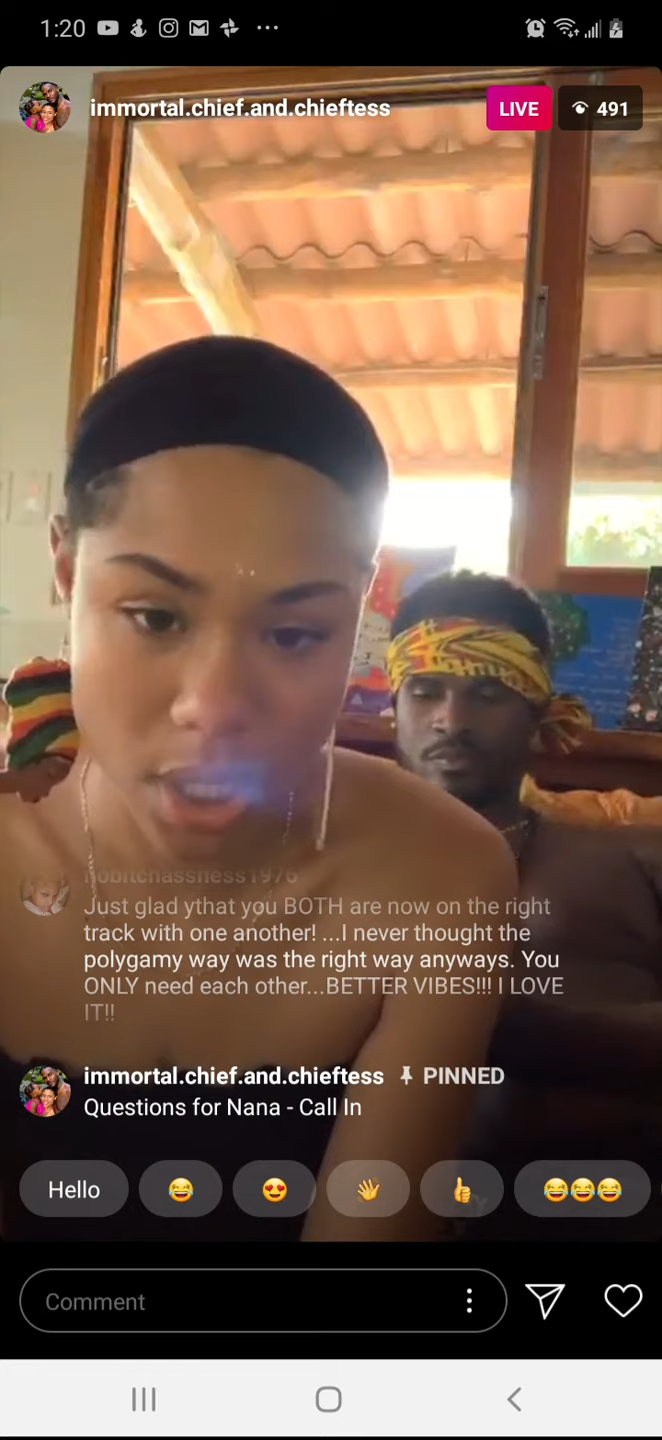 1:20
immortal.chief.and.chieftess
LIVE
491
nobitchassness1976
Just glad ythat you BOTH are now on the right
track with one another! ...I never thought the
polygamy way was the right way anyways. You
ONLY need each other...BETTER VIBES!!! I LOVE
IT!!
immortal.chief.and.chieftess PINNED
Questions for Nana - Call In
Hello
Comment